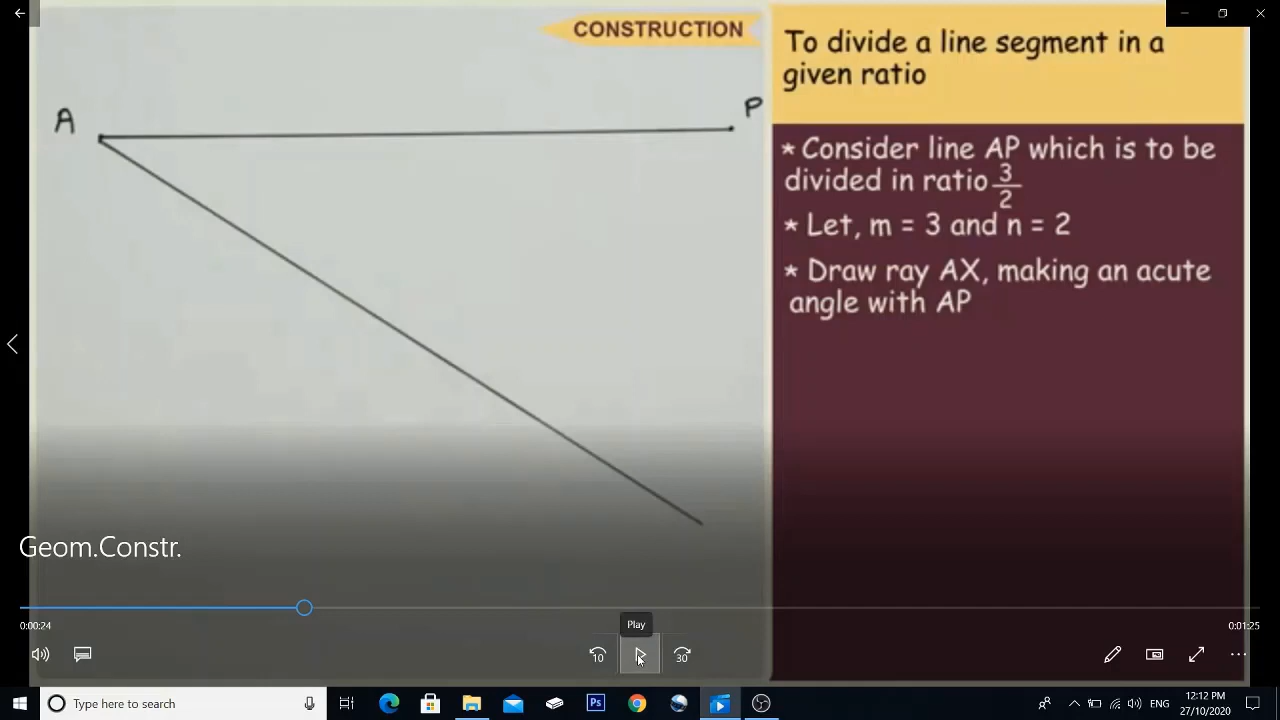 CONSTRUCTION
To divide a line segment in a
given ratio
A
P
* Consider line AP which is to be
divided in ratio 3/2
* Let, m = 3 and n = 2
* Draw ray AX, making an acute
angle with AP
Geom.Constr.
0:00:24
Play
0:01:25
10
30
Type here to search
Ps
ENG
12:12 PM
27/10/2020